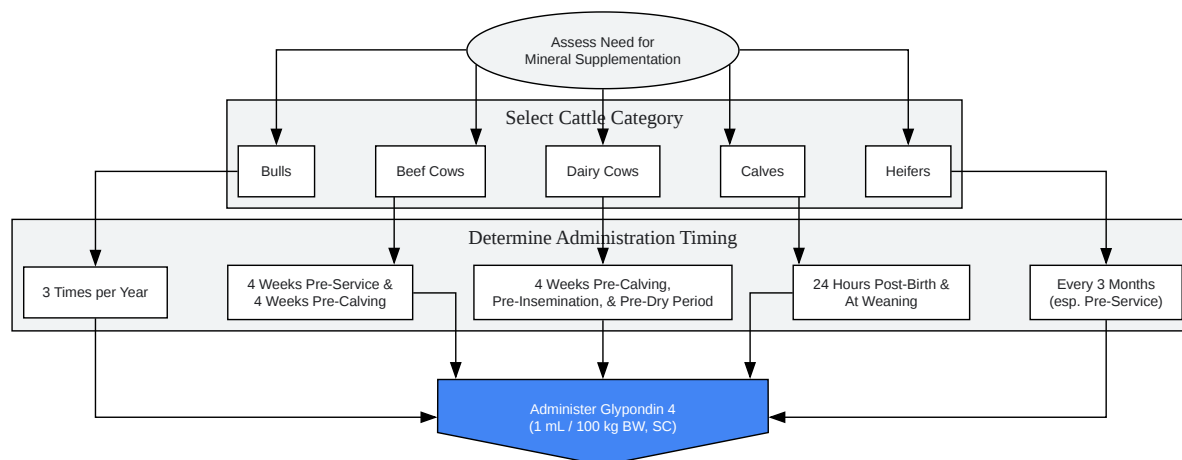 Assess Need for
Mineral Supplementation
Select Cattle Category
Bulls
Beef Cows
Dairy Cows
Calves
Heifers
Determine Administration Timing
3 Times per Year
4 Weeks Pre-Service &
4 Weeks Pre-Calving
4 Weeks Pre-Calving,
Pre-Insemination, & Pre-Dry Period
24 Hours Post-Birth &
At Weaning
Every 3 Months
(esp. Pre-Service)
Administer Glypondin 4
(1 mL / 100 kg BW, SC)